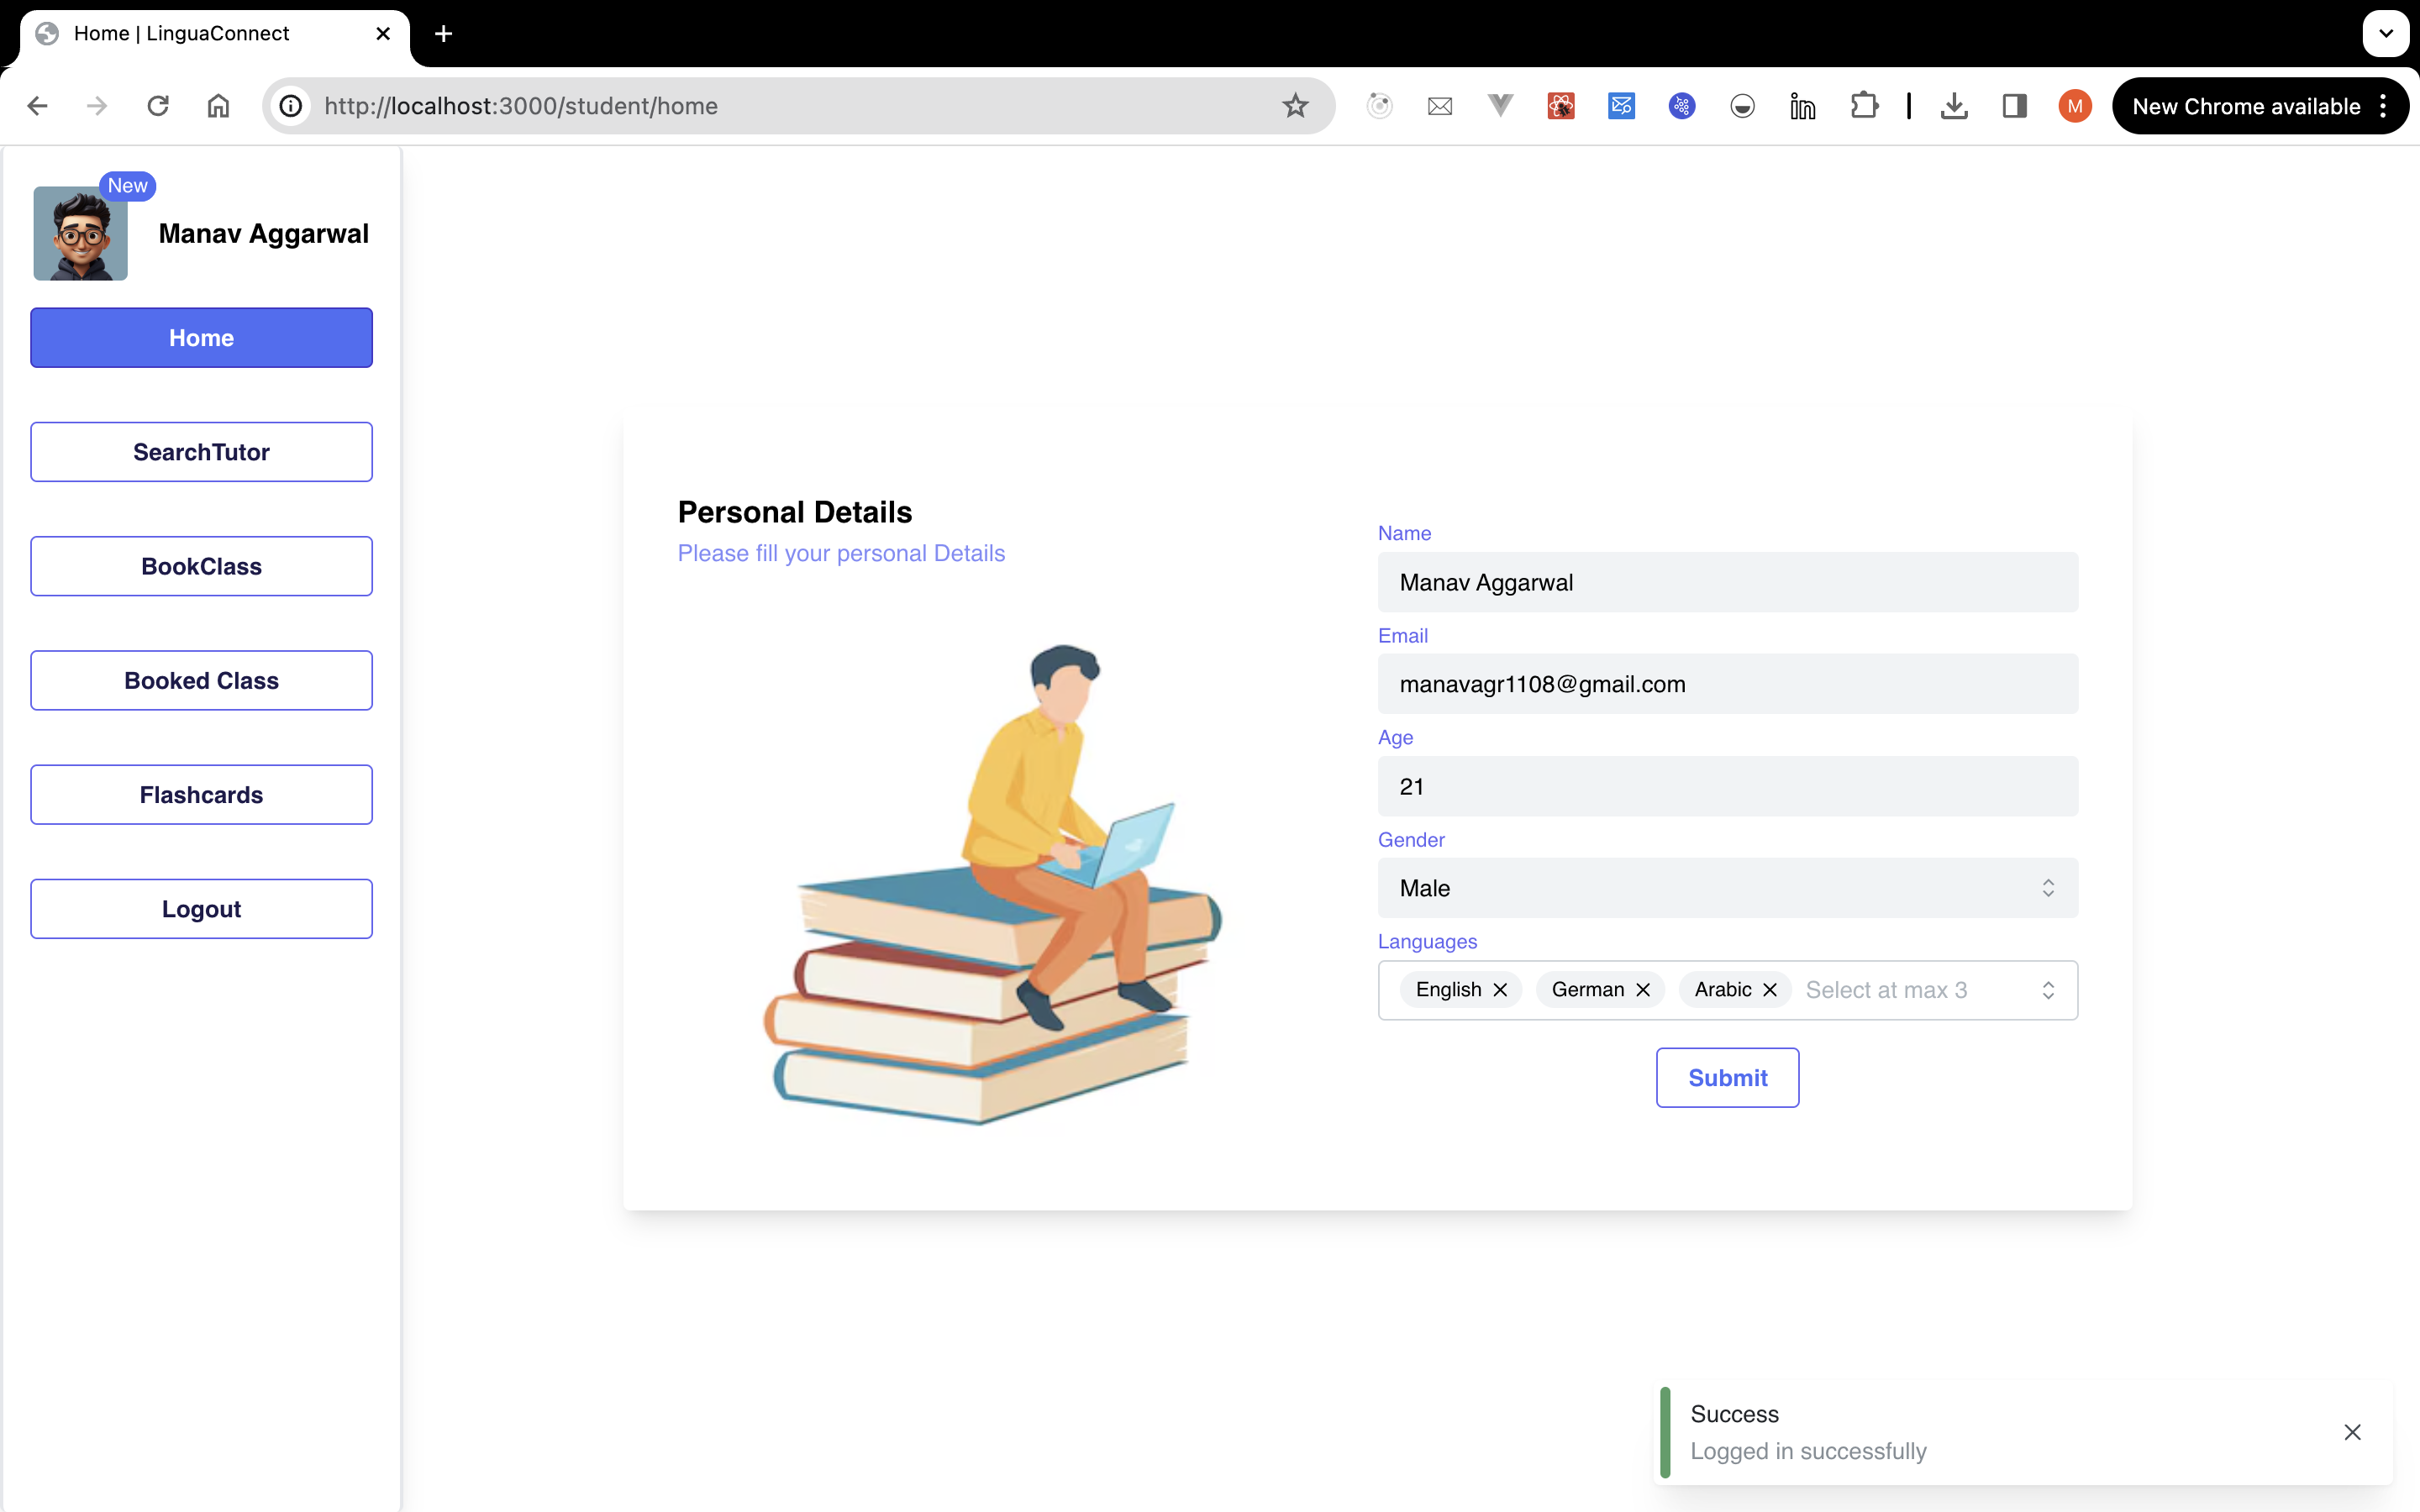 Home | LinguaConnect
http://localhost:3000/student/home
M
New Chrome available
New
Manav Aggarwal
Home
SearchTutor
BookClass
Booked Class
Flashcards
Logout
Personal Details
Please fill your personal Details
Name
Manav Aggarwal
Email
manavagr1108@gmail.com
Age
21
Gender
Male
Languages
English German Arabic Select at max 3
Submit
Success
Logged in successfully